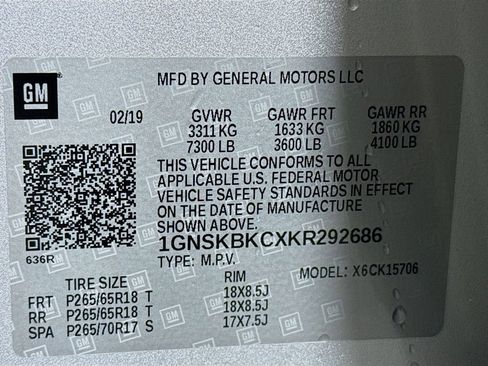 GM
MFD BY GENERAL MOTORS LLC
02/19 GVWR GAWR FRT GAWR RR
3311 KG 1633 KG 1860 KG
7300 LB 3600 LB 4100 LB
THIS VEHICLE CONFORMS TO ALL
APPLICABLE U.S. FEDERAL MOTOR
VEHICLE SAFETY STANDARDS IN EFFECT
ON THE DATE OF MANUFACTURE
SHOWN ABOVE.
1GNSKBKCXKR292686
636R TYPE: M.P.V. MODEL: X6CK15706
TIRE SIZE RIM
FRT P265/65R18 T 18X8.5J
RR P265/65R18 T 18X8.5J
SPA P265/70R17 S 17X7.5J